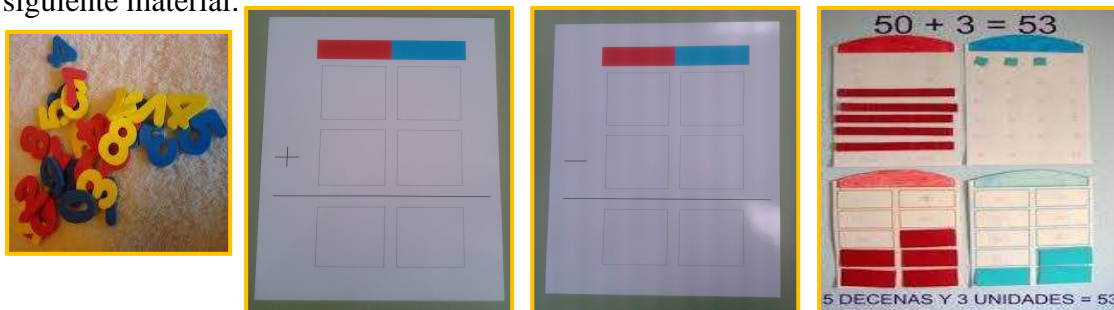 siguiente material.
+
−
50 + 3 = 53
5 DECENAS Y 3 UNIDADES = 53